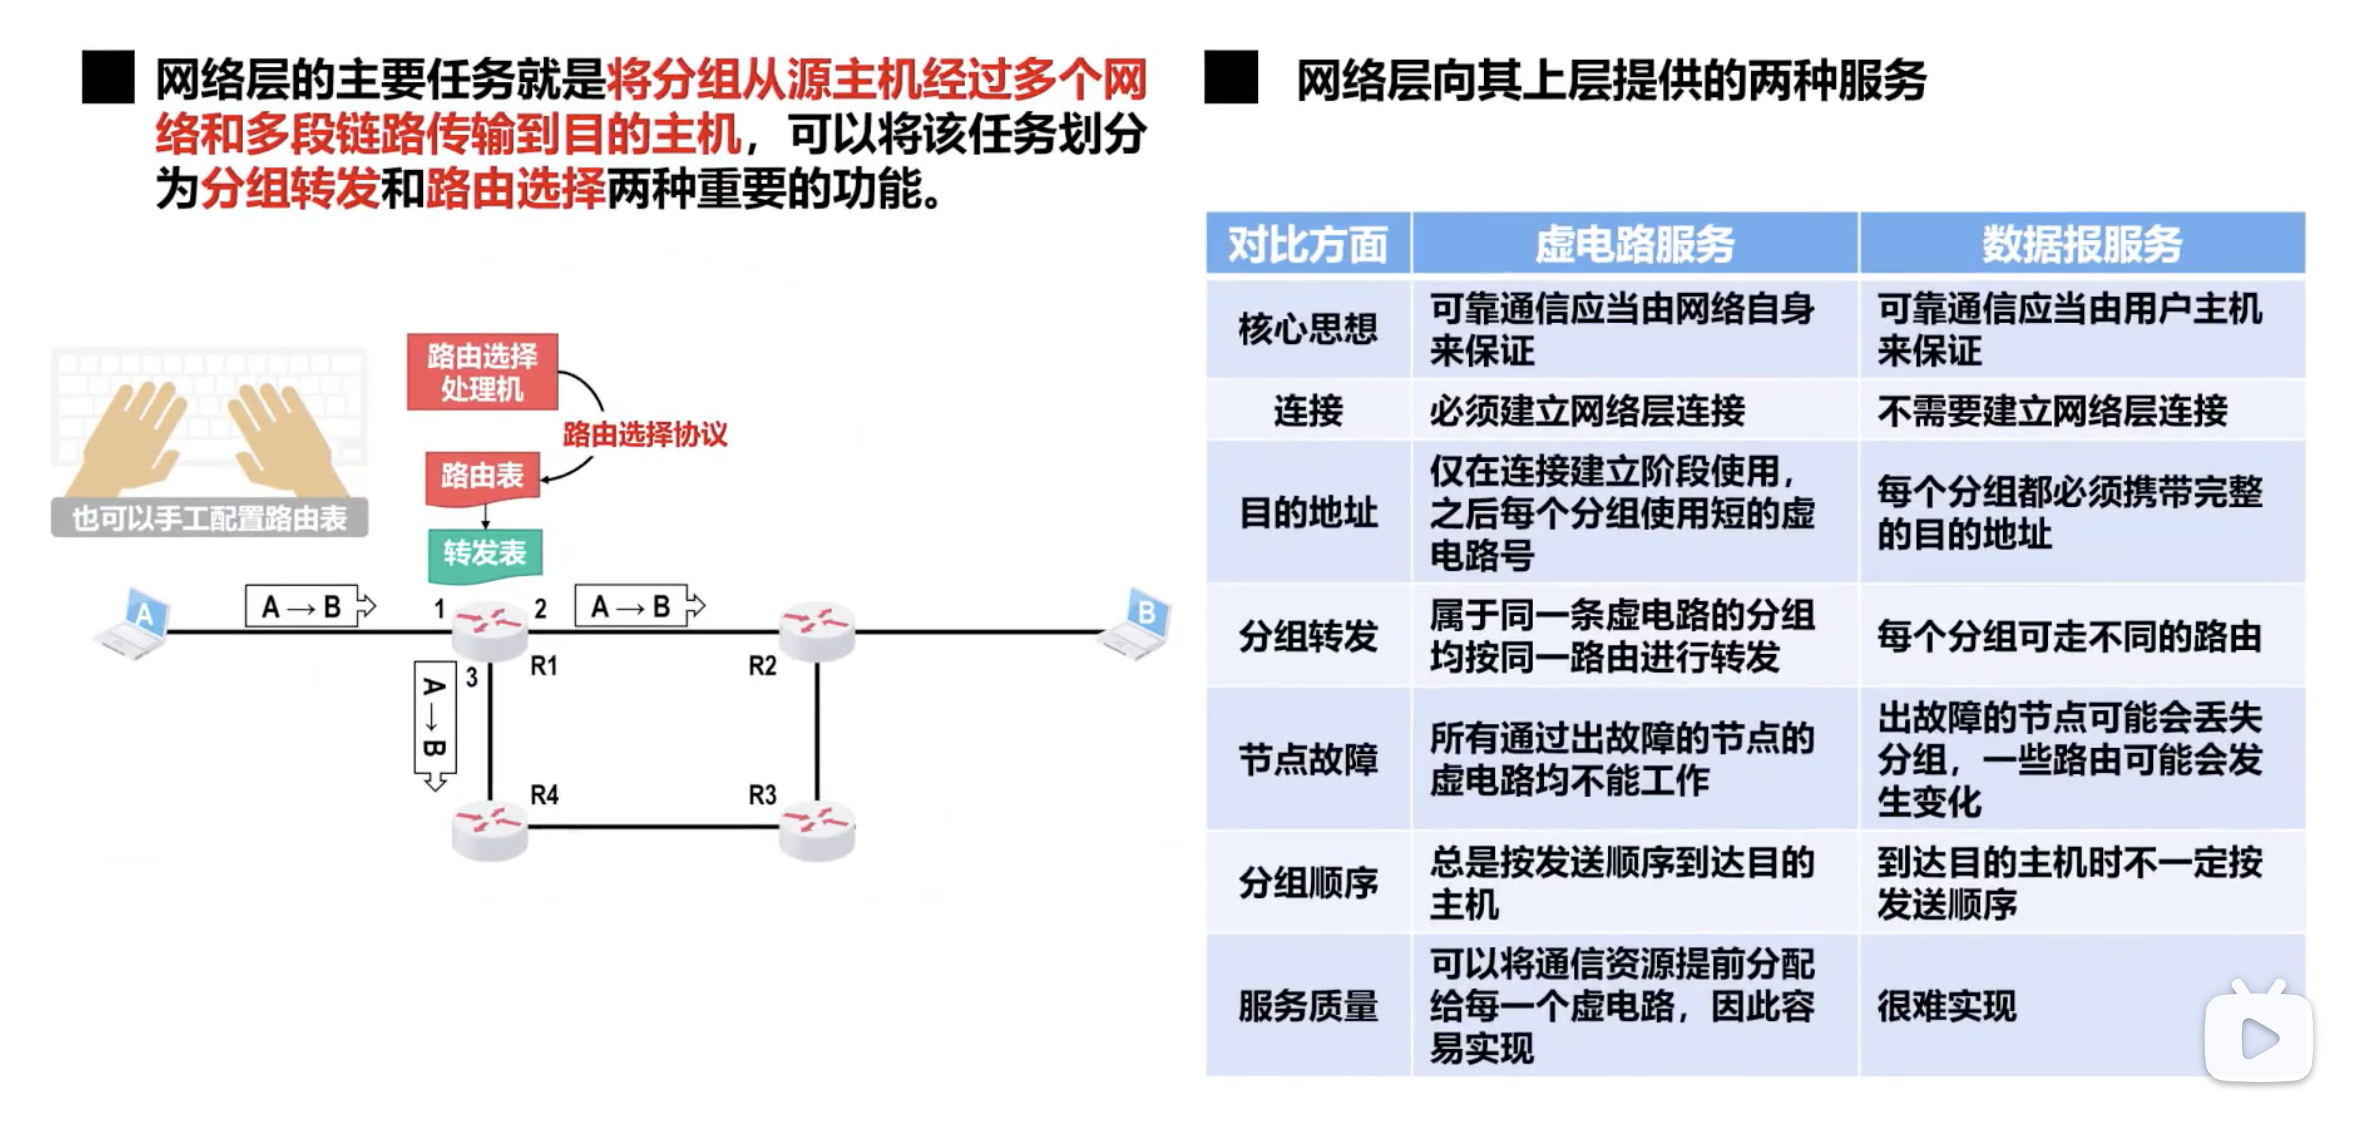 网络层的主要任务就是将分组从源主机经过多个网
络和多段链路传输到目的主机，可以将该任务划分
为分组转发和路由选择两种重要的功能。
路由选择
处理机
路由选择协议
路由表
也可以手工配置路由表
转发表
A
A→B
1
2
A→B
B
3
R1
R2
A→B
R4
R3
网络层向其上层提供的两种服务
对比方面
虚电路服务
数据报服务
核心思想
可靠通信应当由网络自身
来保证
可靠通信应当由用户主机
来保证
连接
必须建立网络层连接
不需要建立网络层连接
目的地址
仅在连接建立阶段使用，
之后每个分组使用短的虚
电路号
每个分组都必须携带完整
的目的地址
分组转发
属于同一条虚电路的分组
均按同一路由进行转发
每个分组可走不同的路由
节点故障
所有通过出故障的节点的
虚电路均不能工作
出故障的节点可能会丢失
分组，一些路由可能会发
生变化
分组顺序
总是按发送顺序到达目的
主机
到达目的主机时不一定按
发送顺序
服务质量
可以将通信资源提前分配
给每一个虚电路，因此容
易实现
很难实现